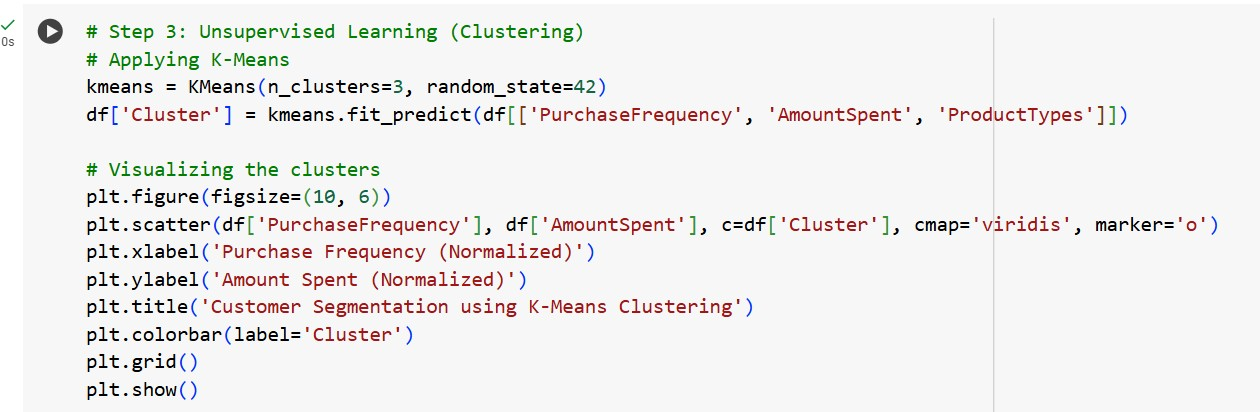 0s
# Step 3: Unsupervised Learning (Clustering)
# Applying K-Means
kmeans = KMeans(n_clusters=3, random_state=42)
df['Cluster'] = kmeans.fit_predict(df[['PurchaseFrequency', 'AmountSpent', 'ProductTypes']])

# Visualizing the clusters
plt.figure(figsize=(10, 6))
plt.scatter(df['PurchaseFrequency'], df['AmountSpent'], c=df['Cluster'], cmap='viridis', marker='o')
plt.xlabel('Purchase Frequency (Normalized)')
plt.ylabel('Amount Spent (Normalized)')
plt.title('Customer Segmentation using K-Means Clustering')
plt.colorbar(label='Cluster')
plt.grid()
plt.show()